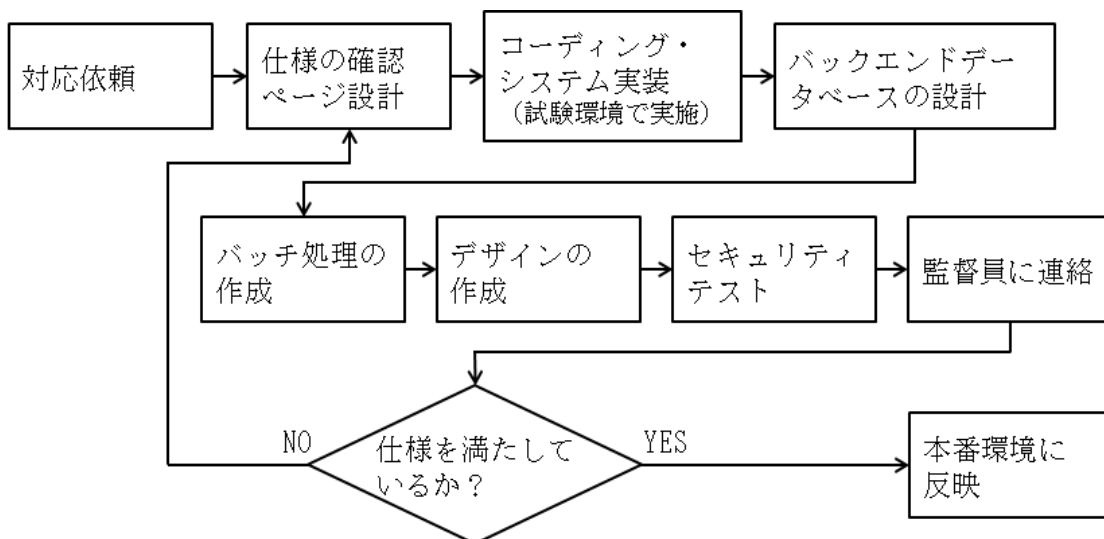 対応依頼
仕様の確認
ページ設計
コーディング・
システム実装
（試験環境で実施）
バックエンドデー
タベースの設計
バッチ処理の
作成
デザインの
作成
セキュリティ
テスト
監督員に連絡
NO
仕様を満たして
いるか？
YES
本番環境に
反映